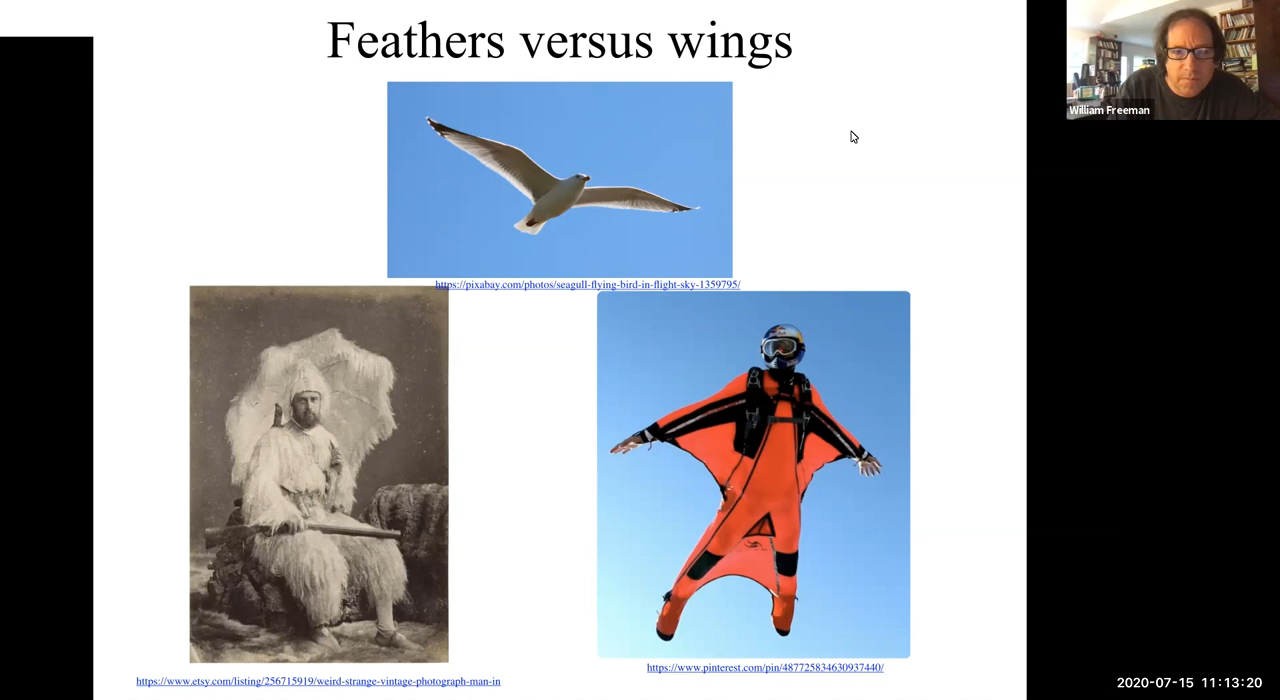 Feathers versus wings
William Freeman
https://pixabay.com/photos/seagull-flying-bird-in-flight-sky-1359795/
https://www.pinterest.com/pin/487725834630937440/
https://www.etsy.com/listing/256715919/weird-strange-vintage-photograph-man-in
2020-07-15 11:13:20